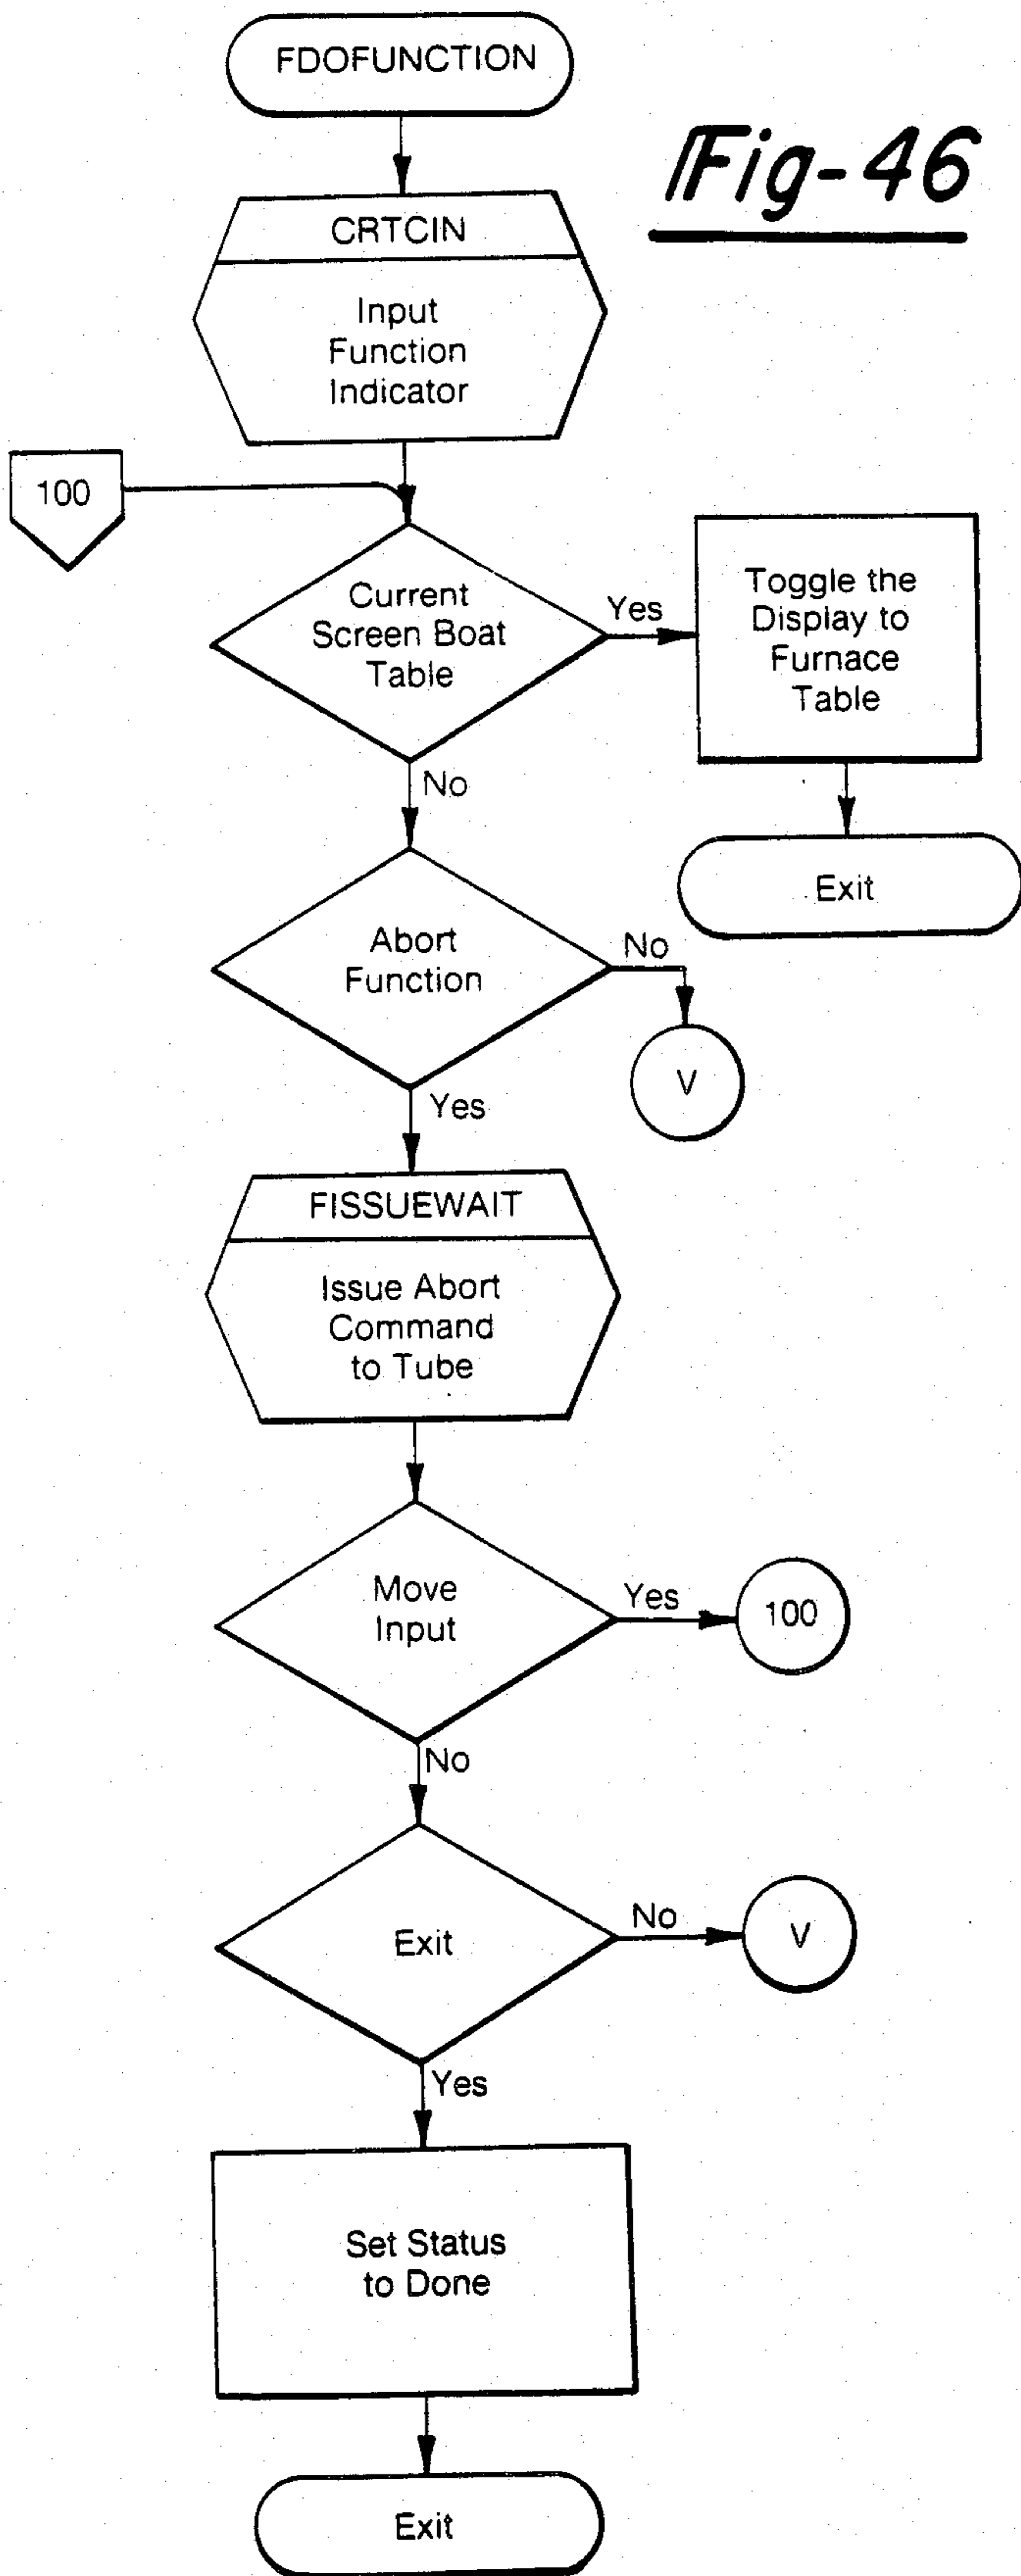 FDOFUNCTION
Fig-46
CRTCIN
Input
Function
Indicator
100
Current
Screen Boat
Table
Yes
Toggle the
Display to
Furnace
Table
No
Exit
Abort
Function
No
V
Yes
FISSUEWAIT
Issue Abort
Command
to Tube
Move
Input
Yes
100
No
Exit
No
V
Yes
Set Status
to Done
Exit